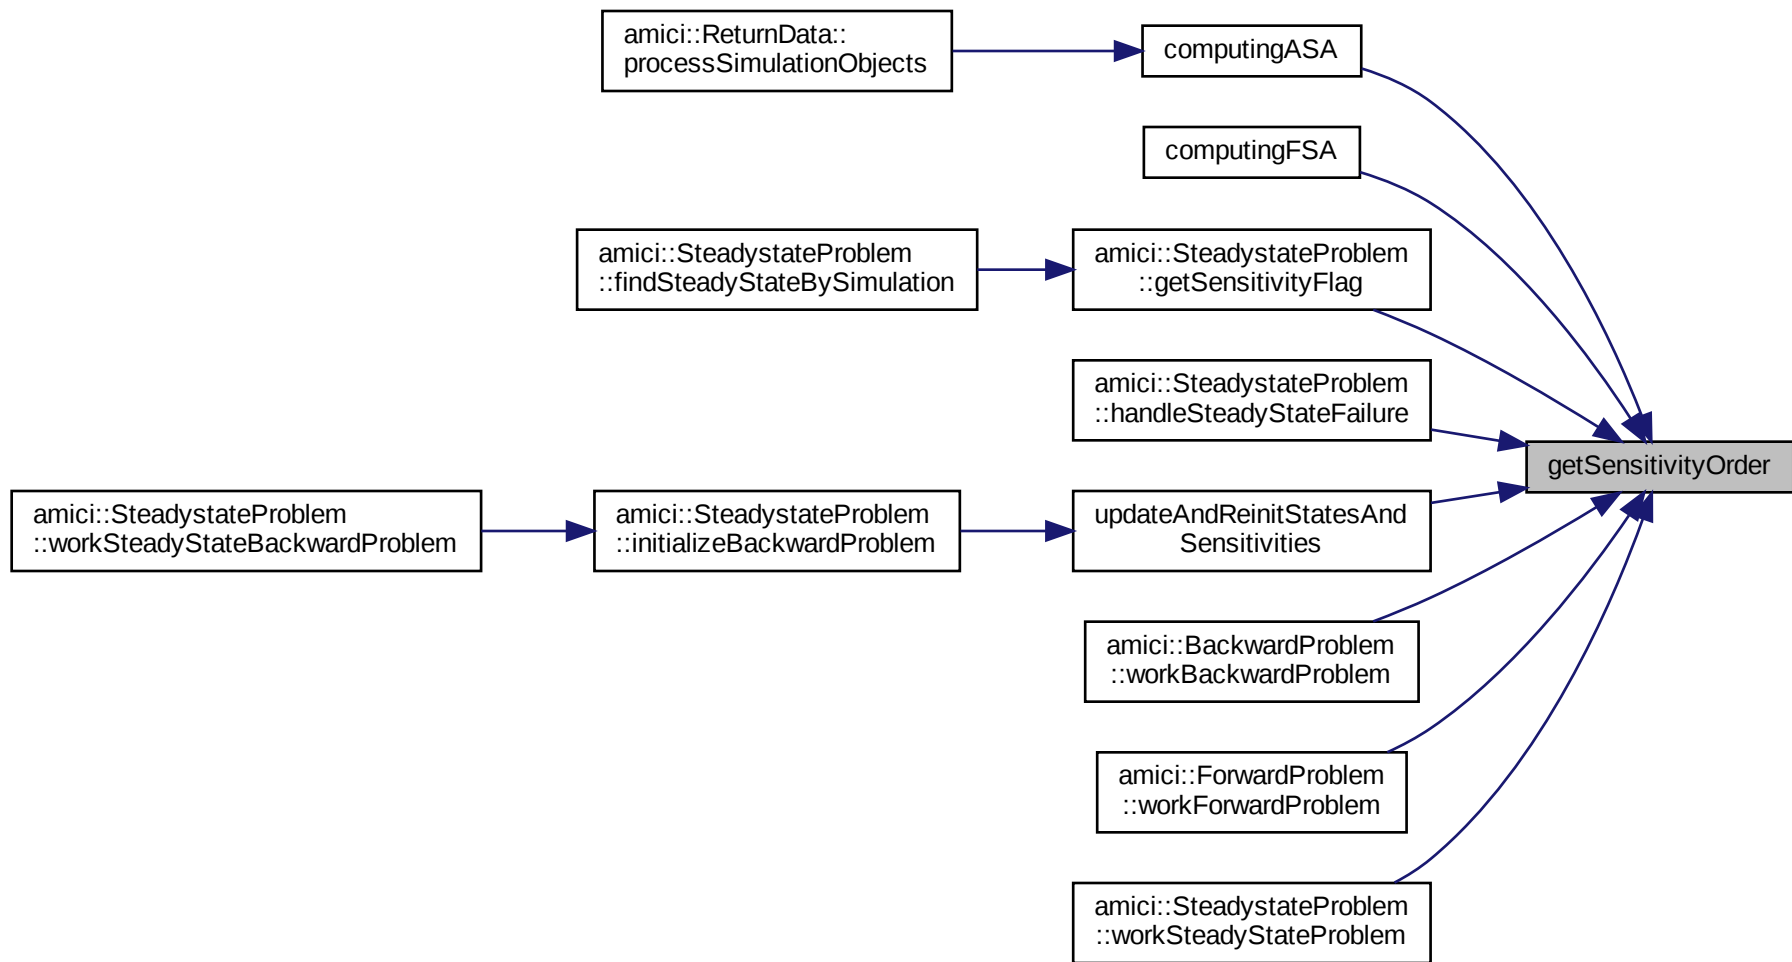 amici::ReturnData::
processSimulationObjects
computingASA
computingFSA
amici::SteadystateProblem
::findSteadyStateBySimulation
amici::SteadystateProblem
::getSensitivityFlag
amici::SteadystateProblem
::handleSteadyStateFailure
getSensitivityOrder
amici::SteadystateProblem
::workSteadyStateBackwardProblem
amici::SteadystateProblem
::initializeBackwardProblem
updateAndReinitStatesAnd
Sensitivities
amici::BackwardProblem
::workBackwardProblem
amici::ForwardProblem
::workForwardProblem
amici::SteadystateProblem
::workSteadyStateProblem